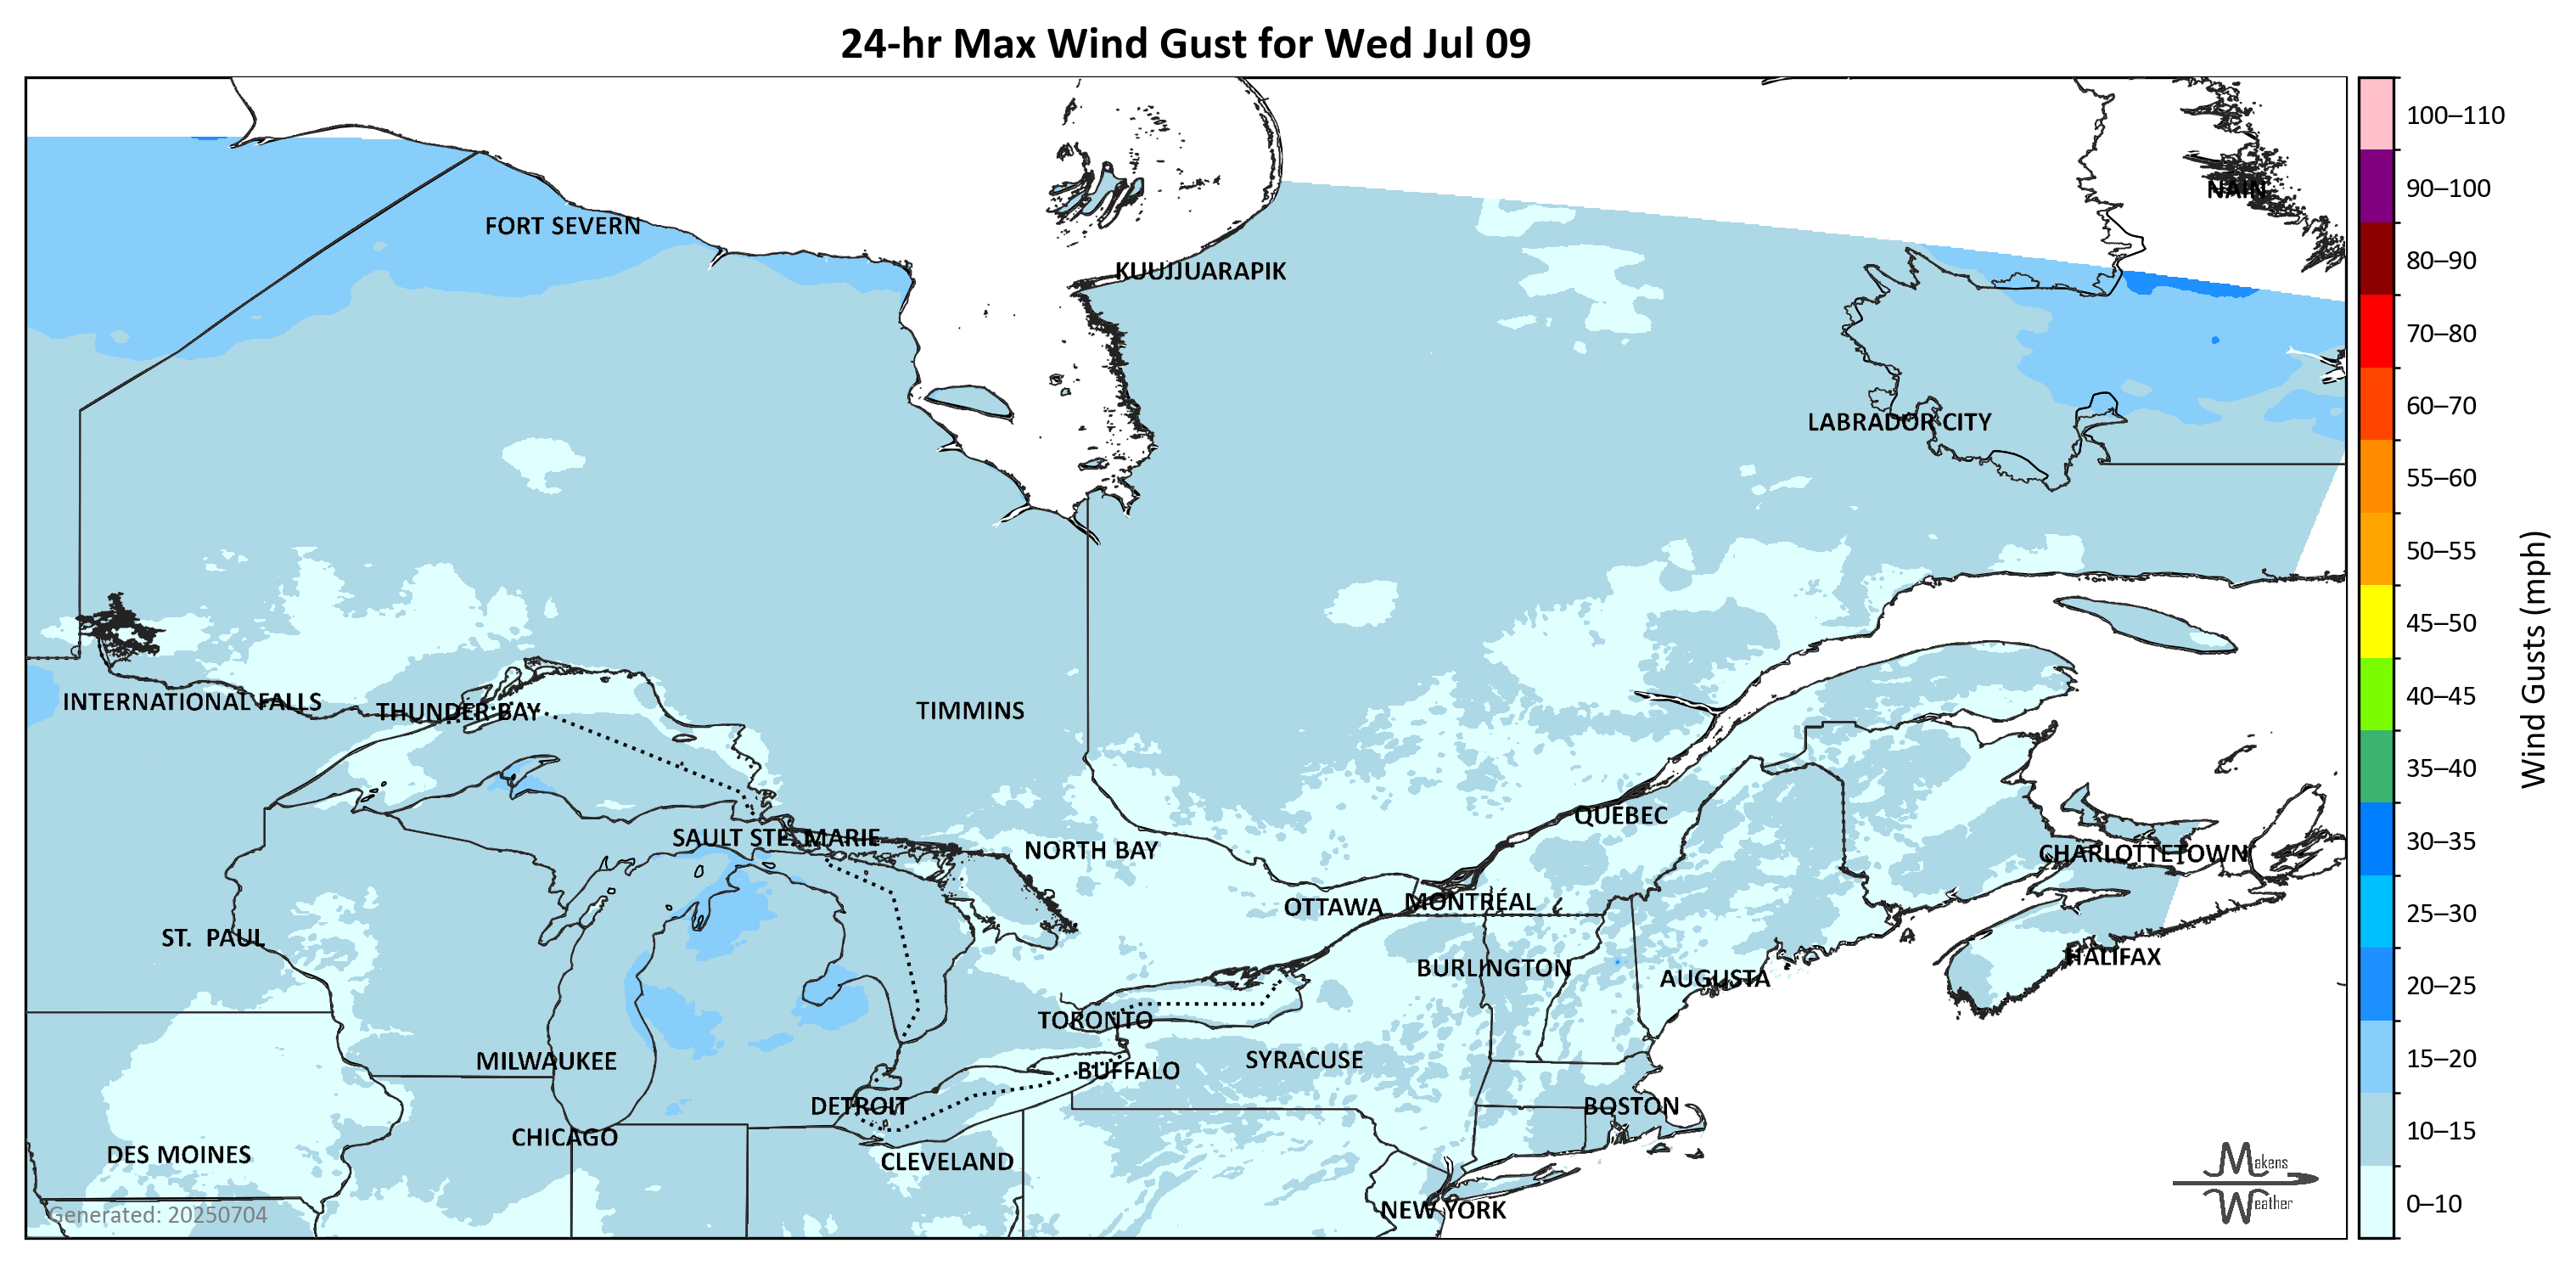 24-hr Max Wind Gust for Wed Jul 09
100–110
90–100
80–90
70–80
60–70
55–60
50–55
45–50
40–45
35–40
30–35
25–30
20–25
15–20
10–15
0–10
Wind Gusts (mph)
NAIN
FORT SEVERN
KUUJJUARAPIK
LABRADOR CITY
INTERNATIONAL FALLS
THUNDER BAY
TIMMINS
QUÉBEC
SAULT STE. MARIE
NORTH BAY
CHARLOTTETOWN
MONTRÉAL
OTTAWA
ST.  PAUL
HALIFAX
BURLINGTON
AUGUSTA
TORONTO
MILWAUKEE
SYRACUSE
BUFFALO
DETROIT
BOSTON
CHICAGO
DES MOINES
CLEVELAND
NEW YORK
Generated: 20250704
Makens
Weather